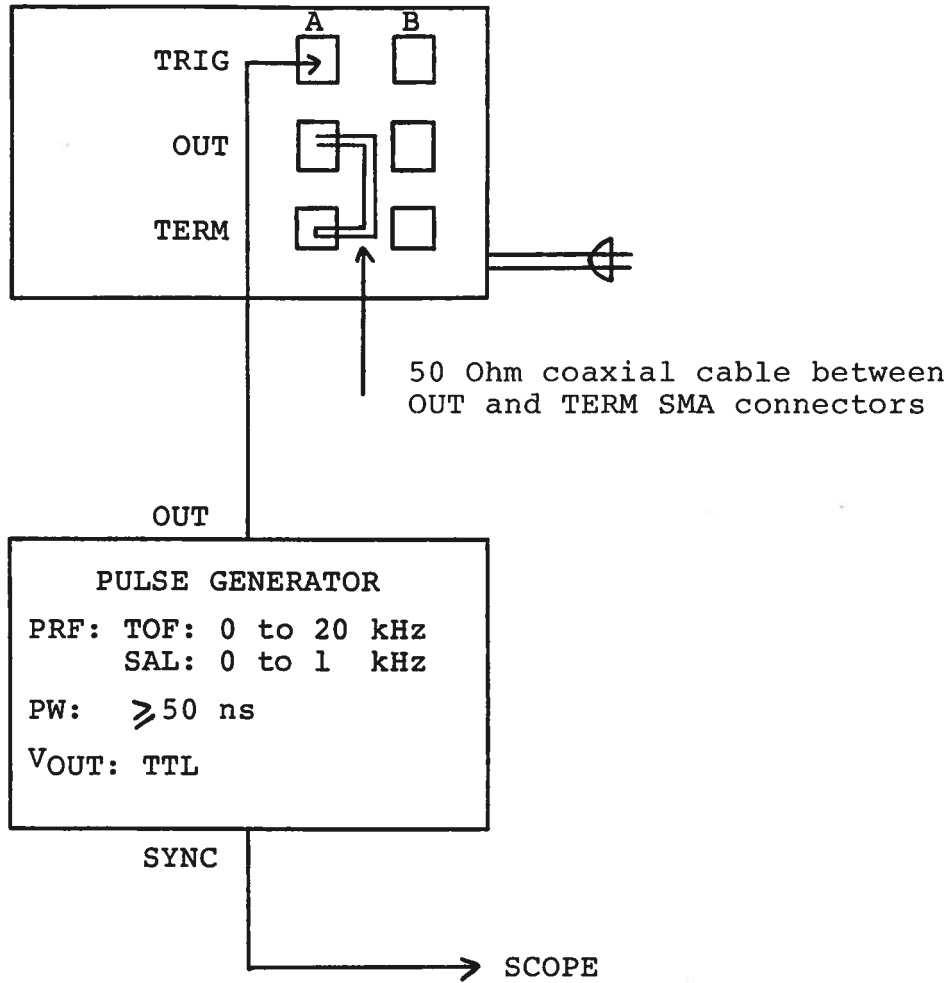 A B
TRIG
OUT
TERM
50 Ohm coaxial cable between
OUT and TERM SMA connectors
OUT
PULSE GENERATOR
PRF: TOF: 0 to 20 kHz
SAL: 0 to 1 kHz
PW: ⩾50 ns
VOUT: TTL
SYNC
SCOPE